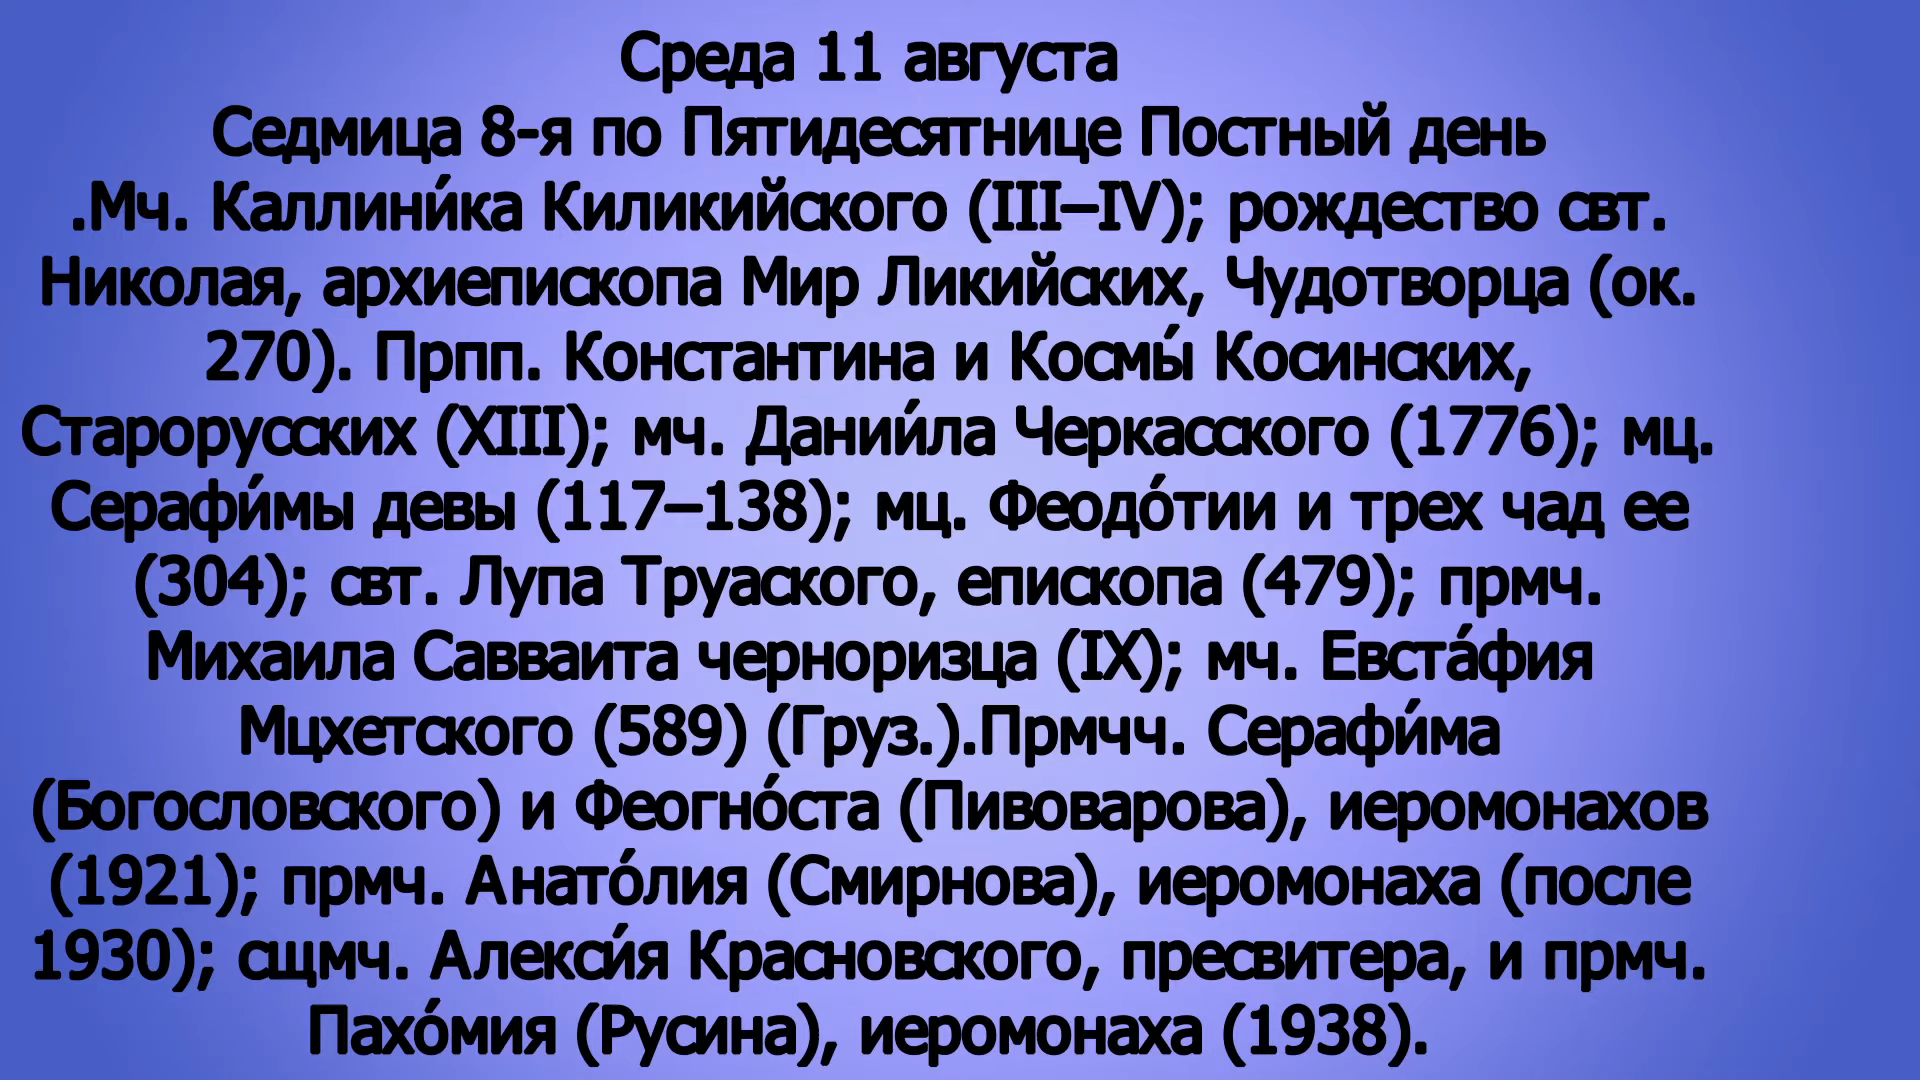 Среда 11 августа
Седмица 8-я по Пятидесятнице Постный день
.Мч. Каллини́ка Киликийского (III–IV); рождество свт.
Николая, архиепископа Мир Ликийских, Чудотворца (ок.
270). Прпп. Константина и Космы́ Косинских,
Старорусских (XIII); мч. Дании́ла Черкасского (1776); мц.
Серафи́мы девы (117–138); мц. Феодо́тии и трех чад ее
(304); свт. Лупа Труаского, епископа (479); прмч.
Михаила Савваита черноризца (IX); мч. Евста́фия
Мцхетского (589) (Груз.).Прмчч. Серафи́ма
(Богословского) и Феогно́ста (Пивоварова), иеромонахов
(1921); прмч. Анато́лия (Смирнова), иеромонаха (после
1930); сщмч. Алекси́я Красновского, пресвитера, и прмч.
Пахо́мия (Русина), иеромонаха (1938).